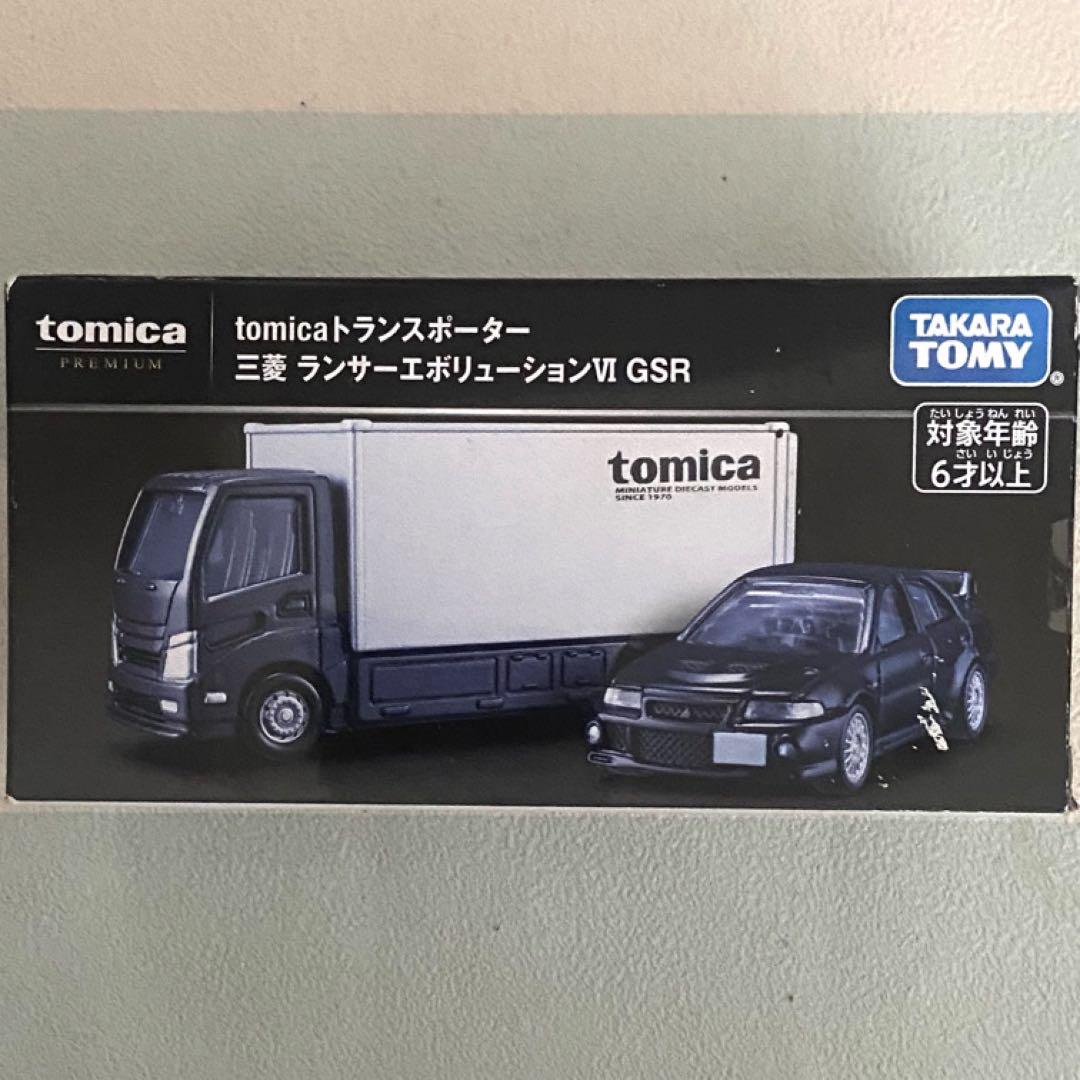 tomica
PREMIUM
tomicaトランスポーター
三菱 ランサーエボリューションⅥ GSR
TAKARA
TOMY
®
たいしょうねんれい
対象年齢
さいいじょう
6才以上
tomica
MINIATURE DIECAST MODELS
SINCE 1970